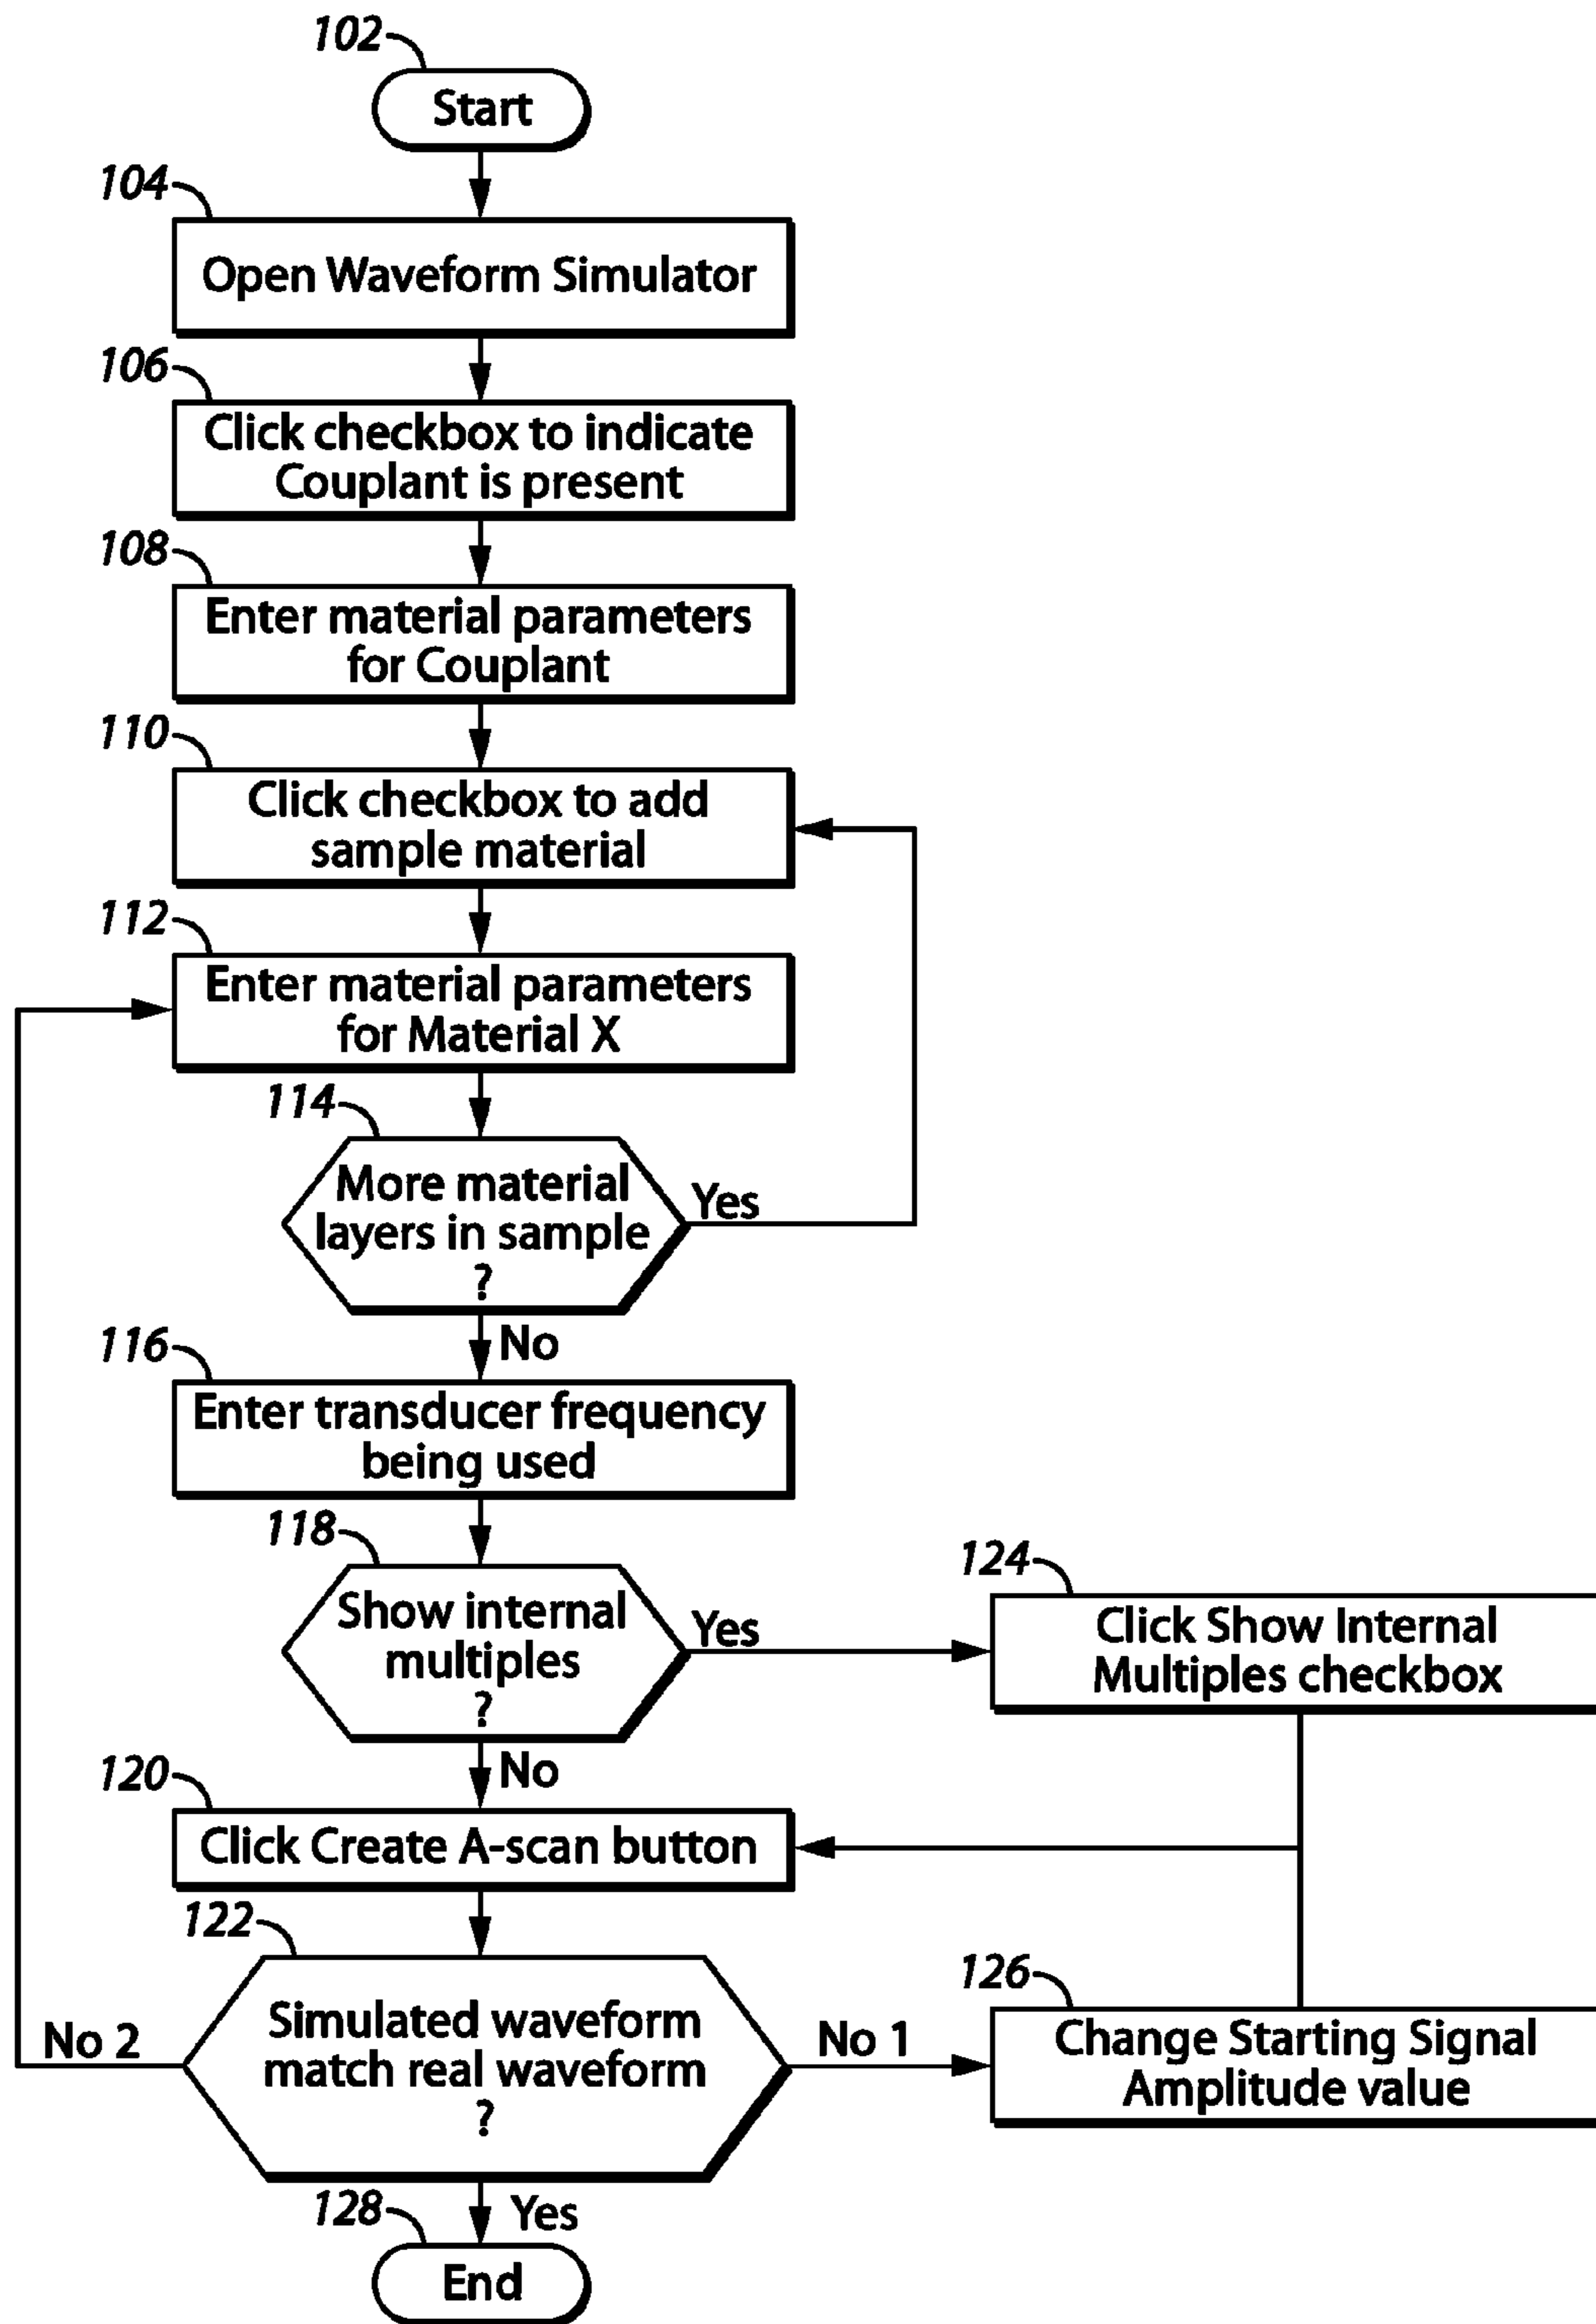 102
Start
104
Open Waveform Simulator
106
Click checkbox to indicate
Couplant is present
108
Enter material parameters
for Couplant
110
Click checkbox to add
sample material
112
Enter material parameters
for Material X
114
More material
layers in sample
?
Yes
No
116
Enter transducer frequency
being used
118
Show internal
multiples
?
Yes
No
124
Click Show Internal
Multiples checkbox
120
Click Create A-scan button
122
Simulated waveform
match real waveform
?
No 2
No 1
126
Change Starting Signal
Amplitude value
Yes
128
End